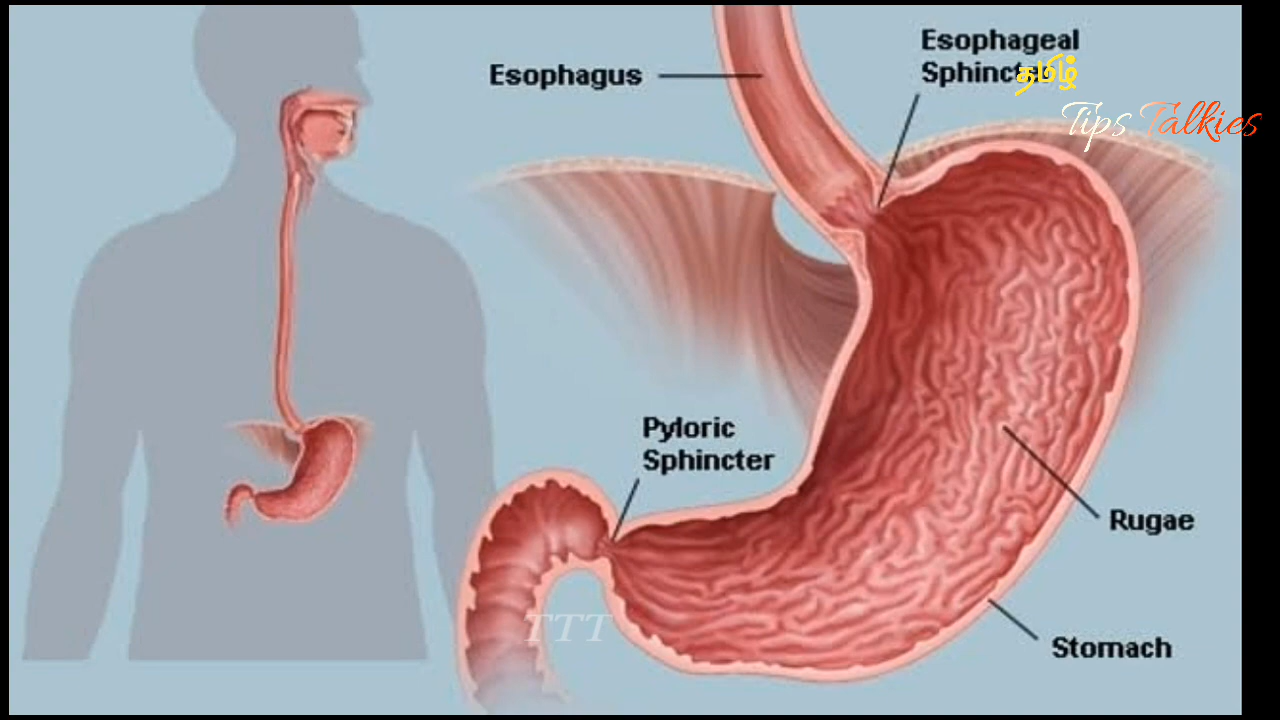 Esophageal
Esophagus
Sphincter
தமிழ்
Tips Talkies
Pyloric
Sphincter
Rugae
TTT
Stomach